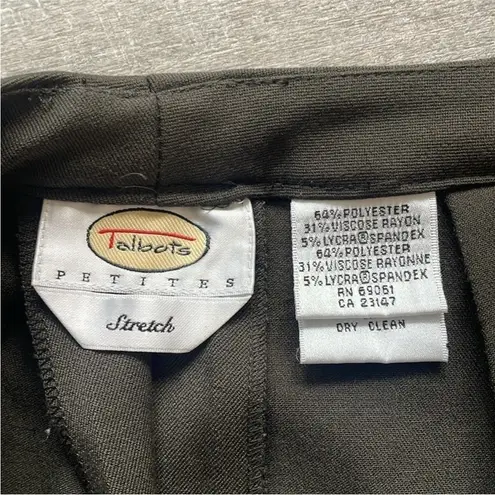 Talbots
PETITES
Stretch
64% POLYESTER
31% VISCOSE RAYON
5% LYCRA® SPANDEX
64% POLYESTER
31% VISCOSE RAYONNE
5% LYCRA® SPANDEX
RN 69051
CA 23147
DRY CLEAN